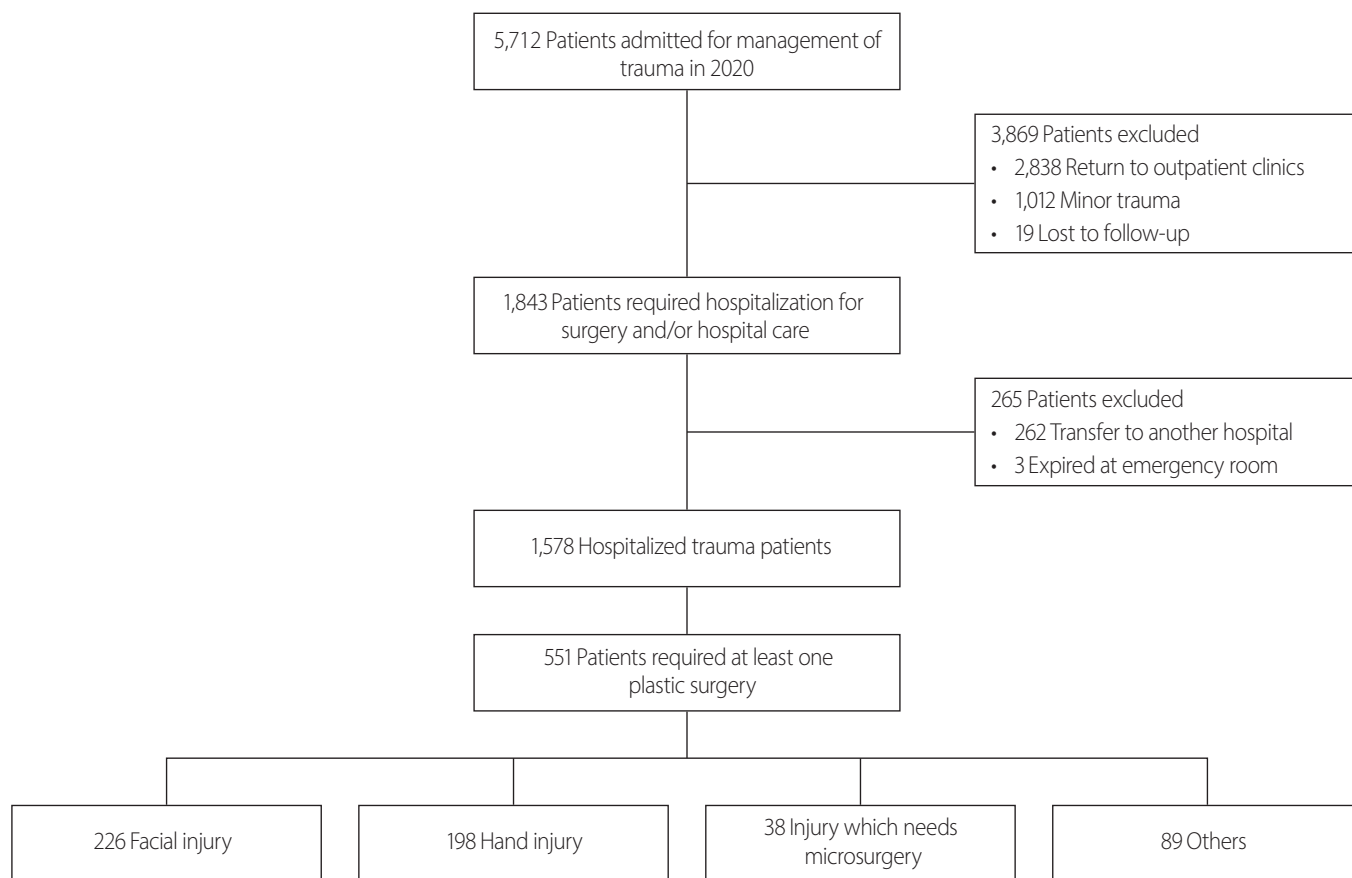 5,712 Patients admitted for management of
trauma in 2020
3,869 Patients excluded
• 2,838 Return to outpatient clinics
• 1,012 Minor trauma
• 19 Lost to follow-up
1,843 Patients required hospitalization for
surgery and/or hospital care
265 Patients excluded
• 262 Transfer to another hospital
• 3 Expired at emergency room
1,578 Hospitalized trauma patients
551 Patients required at least one
plastic surgery
226 Facial injury
198 Hand injury
38 Injury which needs
microsurgery
89 Others